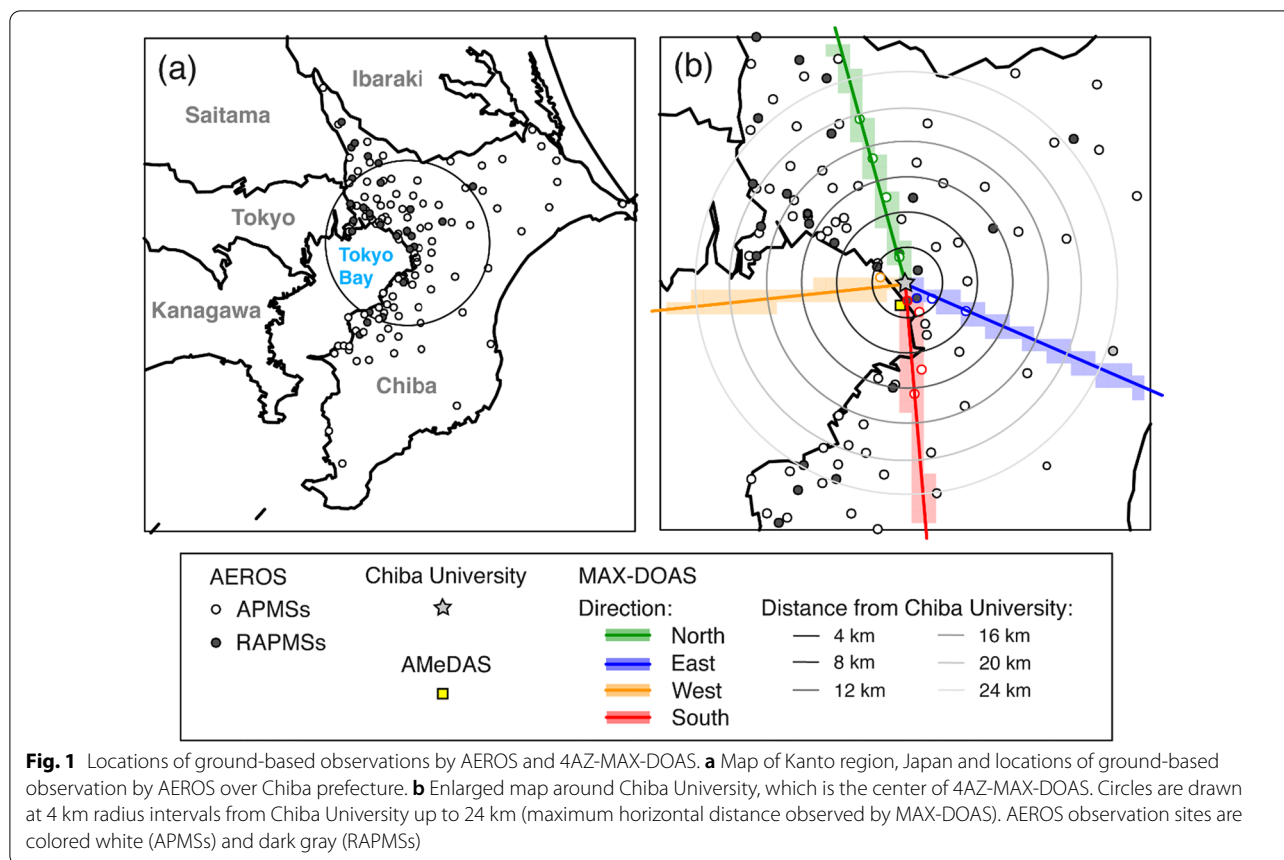 (a)
Ibaraki
Saitama
Tokyo
Tokyo
Bay
Kanagawa
Chiba
(b)
AEROS
APMSs
RAPMSs
Chiba University
AMeDAS
MAX-DOAS
Direction:
North
East
West
South
Distance from Chiba University:
4 km
8 km
12 km
16 km
20 km
24 km
Fig. 1 Locations of ground-based observations by AEROS and 4AZ-MAX-DOAS. a Map of Kanto region, Japan and locations of ground-based
observation by AEROS over Chiba prefecture. b Enlarged map around Chiba University, which is the center of 4AZ-MAX-DOAS. Circles are drawn
at 4 km radius intervals from Chiba University up to 24 km (maximum horizontal distance observed by MAX-DOAS). AEROS observation sites are
colored white (APMSs) and dark gray (RAPMSs)